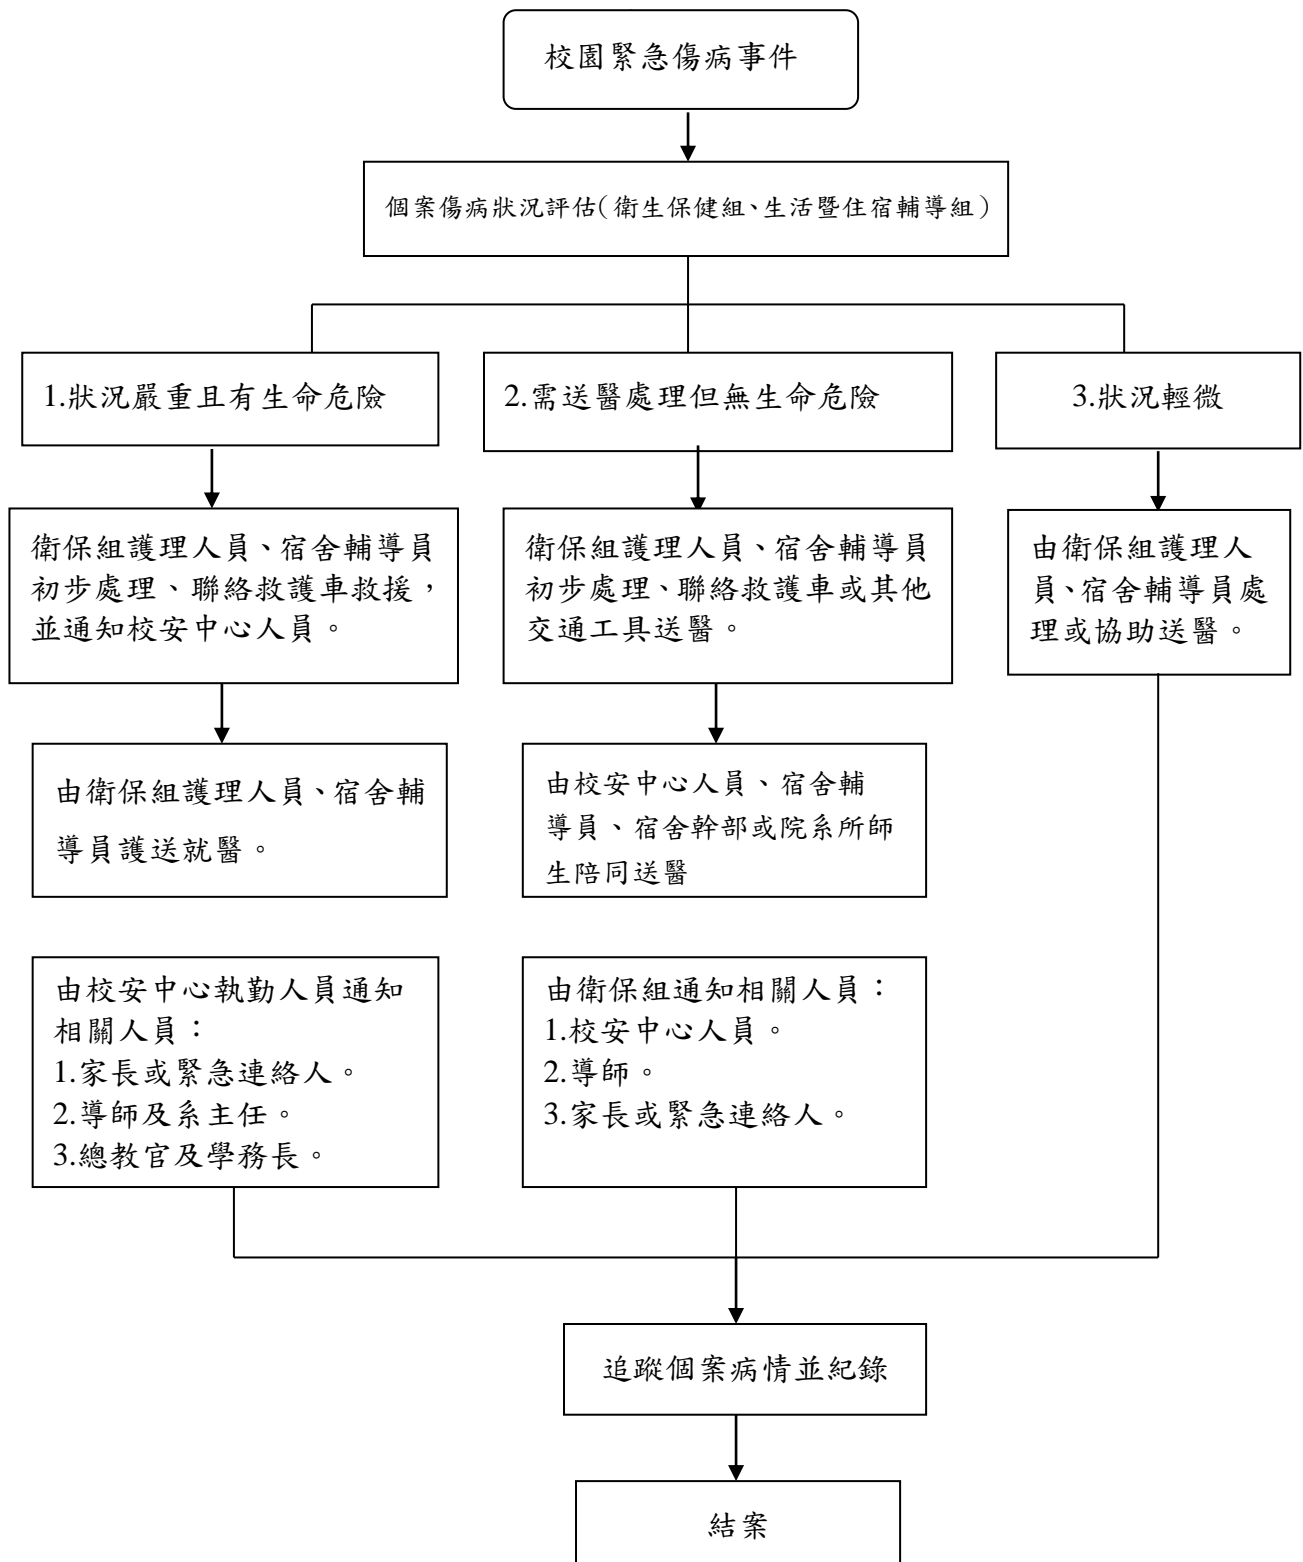 校園緊急傷病事件
個案傷病狀況評估(衛生保健組、生活暨住宿輔導組)
1.狀況嚴重且有生命危險
2.需送醫處理但無生命危險
3.狀況輕微
衛保組護理人員、宿舍輔導員
初步處理、聯絡救護車救援，
並通知校安中心人員。
衛保組護理人員、宿舍輔導員
初步處理、聯絡救護車或其他
交通工具送醫。
由衛保組護理人
員、宿舍輔導員處
理或協助送醫。
由衛保組護理人員、宿舍輔
導員護送就醫。
由校安中心人員、宿舍輔
導員、宿舍幹部或院系所師
生陪同送醫
由校安中心執勤人員通知
相關人員：
1.家長或緊急連絡人。
2.導師及系主任。
3.總教官及學務長。
由衛保組通知相關人員：
1.校安中心人員。
2.導師。
3.家長或緊急連絡人。
追蹤個案病情並紀錄
結案